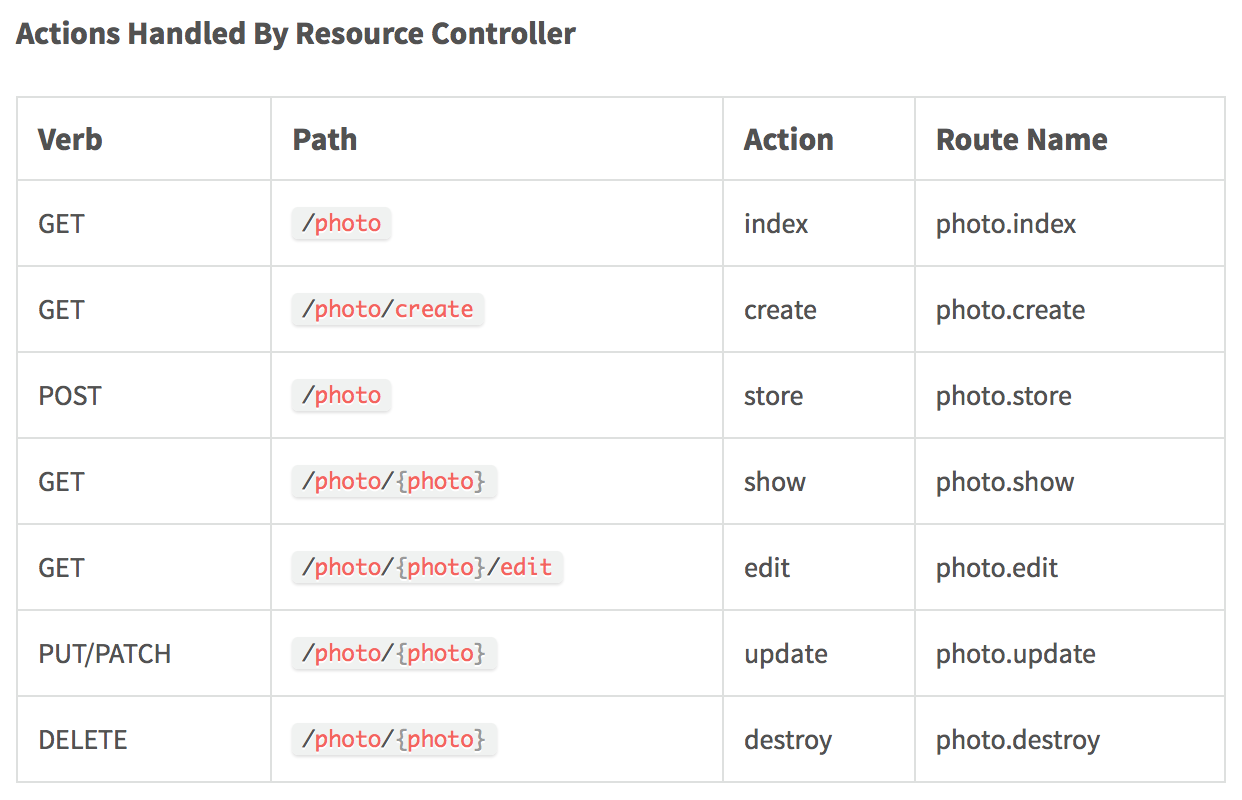 Actions Handled By Resource Controller
Verb Path Action Route Name
GET /photo index photo.index
GET /photo/create create photo.create
POST /photo store photo.store
GET /photo/{photo} show photo.show
GET /photo/{photo}/edit edit photo.edit
PUT/PATCH /photo/{photo} update photo.update
DELETE /photo/{photo} destroy photo.destroy